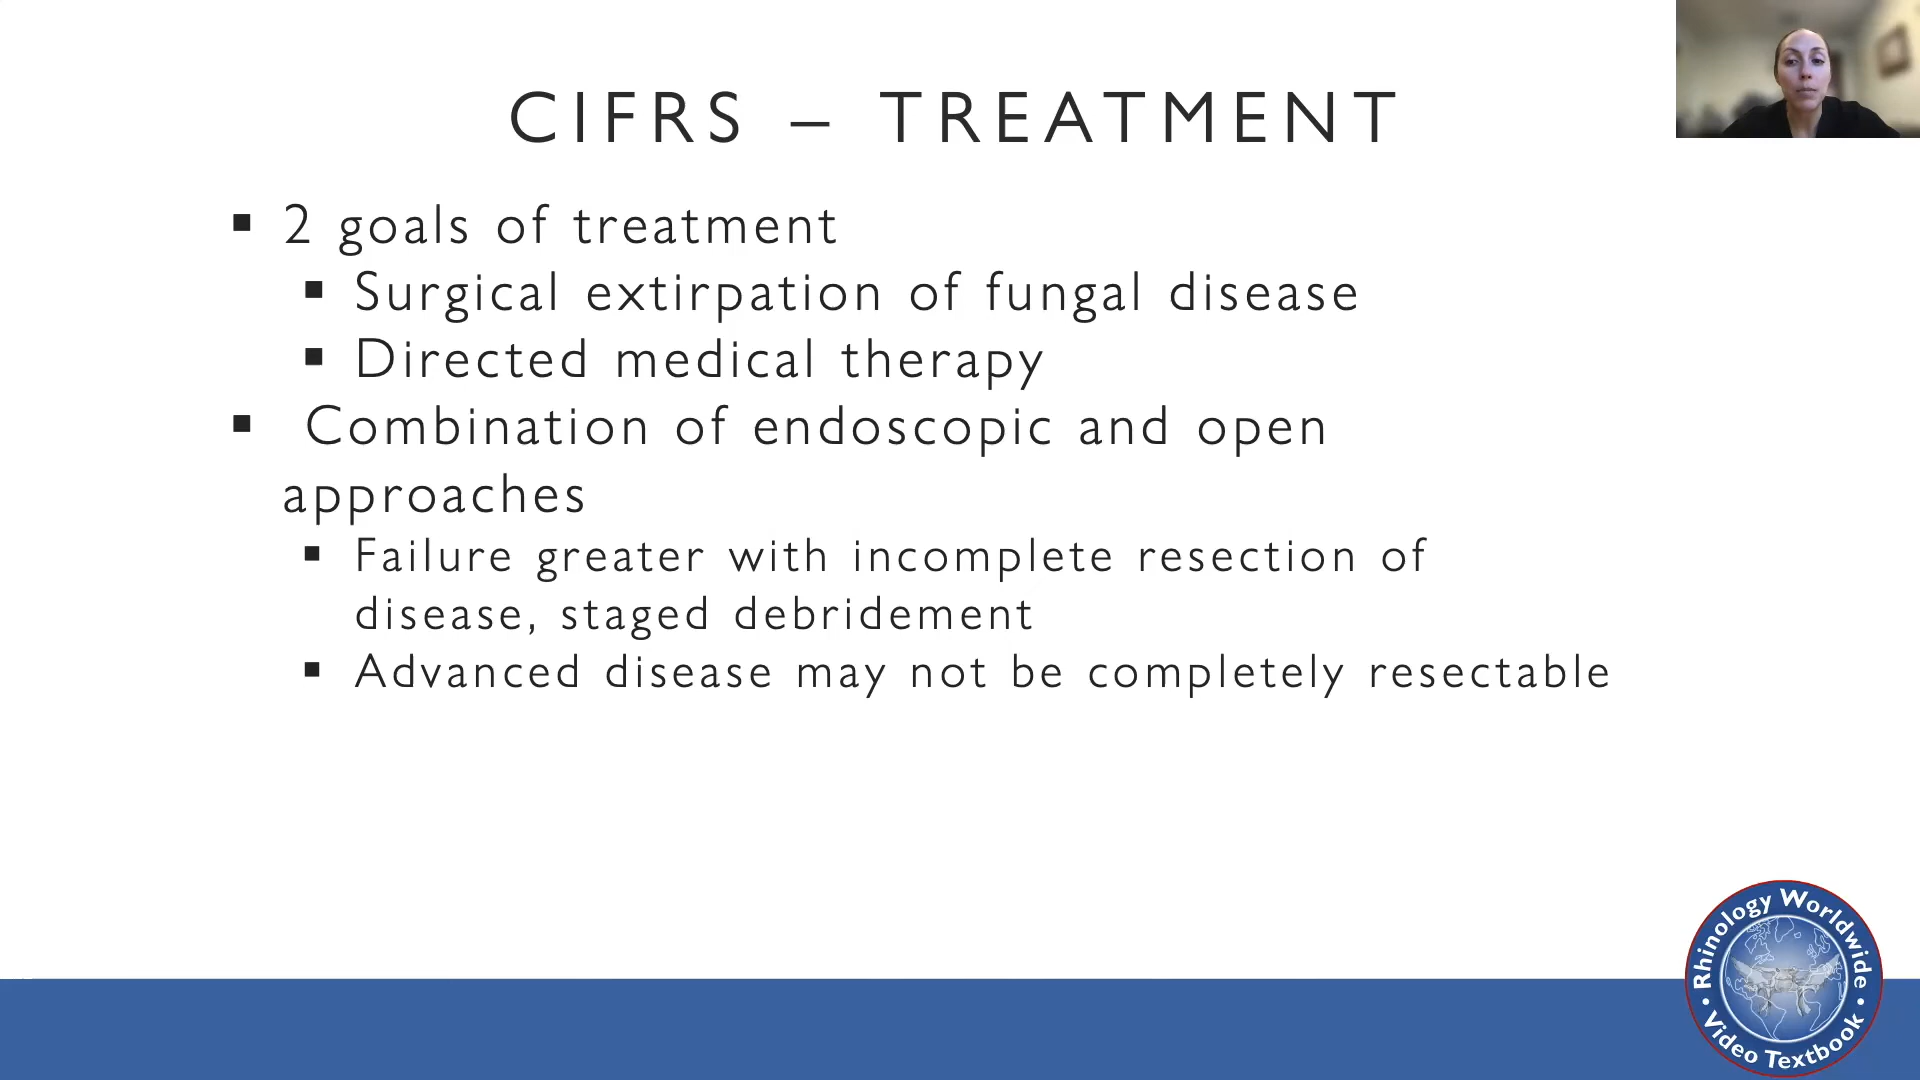 CIFRS – TREATMENT
▪ 2 goals of treatment
▪ Surgical extirpation of fungal disease
▪ Directed medical therapy
▪ Combination of endoscopic and open
approaches
▪ Failure greater with incomplete resection of
disease, staged debridement
▪ Advanced disease may not be completely resectable
Rhinology Worldwide
• Video Textbook •